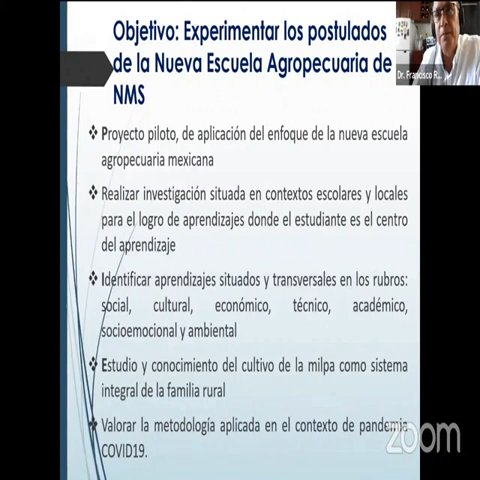 Objetivo: Experimentar los postulados
de la Nueva Escuela Agropecuaria de
NMS
Dr. Francisco R...
Proyecto piloto, de aplicación del enfoque de la nueva escuela
agropecuaria mexicana
Realizar investigación situada en contextos escolares y locales
para el logro de aprendizajes donde el estudiante es el centro
del aprendizaje
Identificar aprendizajes situados y transversales en los rubros:
social, cultural, económico, técnico, académico,
socioemocional y ambiental
Estudio y conocimiento del cultivo de la milpa como sistema
integral de la familia rural
Valorar la metodología aplicada en el contexto de pandemia
COVID19.
zoom